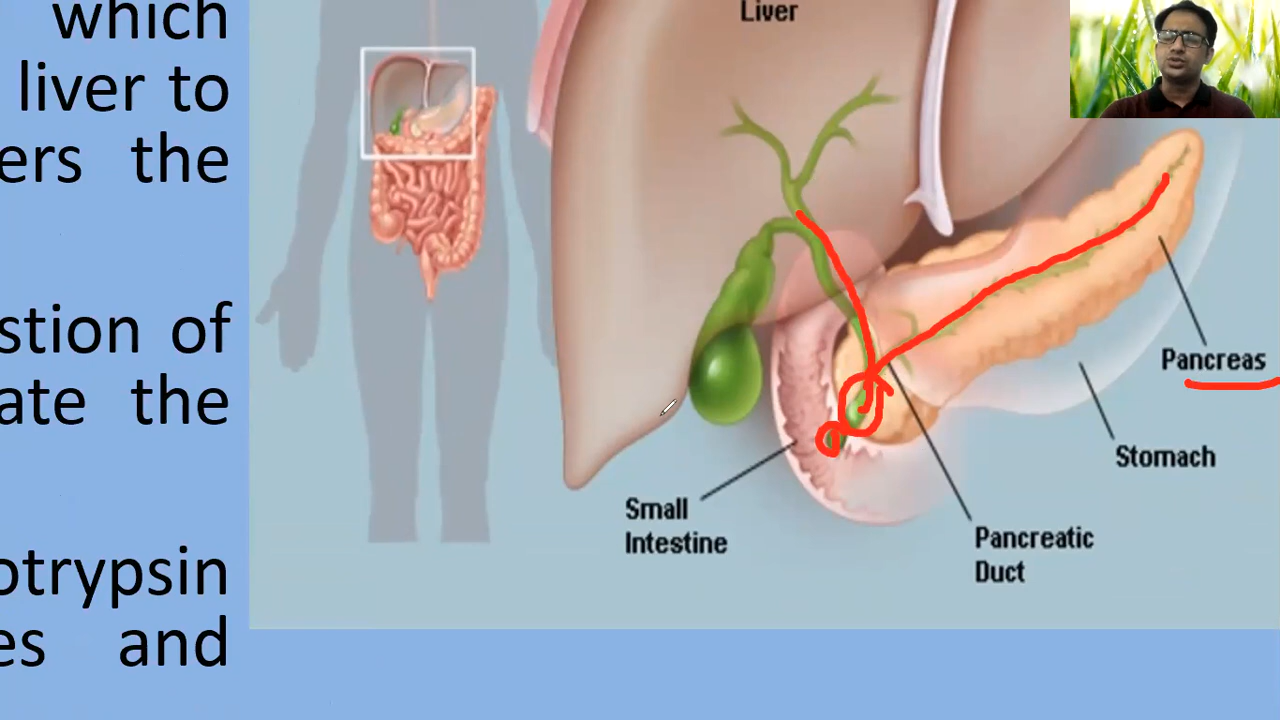 which
liver to
ers the
stion of
ate the
otrypsin
es and
Liver
Pancreas
Stomach
Small
Intestine
Pancreatic
Duct